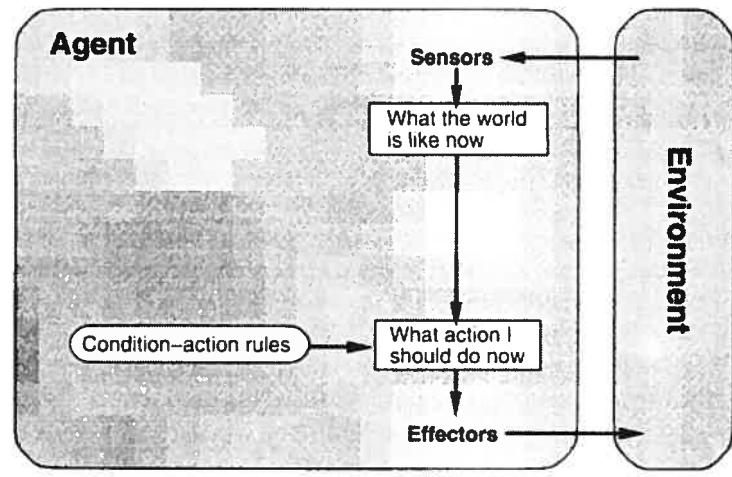 Agent
Sensors
What the world
is like now
Environment
Condition–action rules
What action I
should do now
Effectors